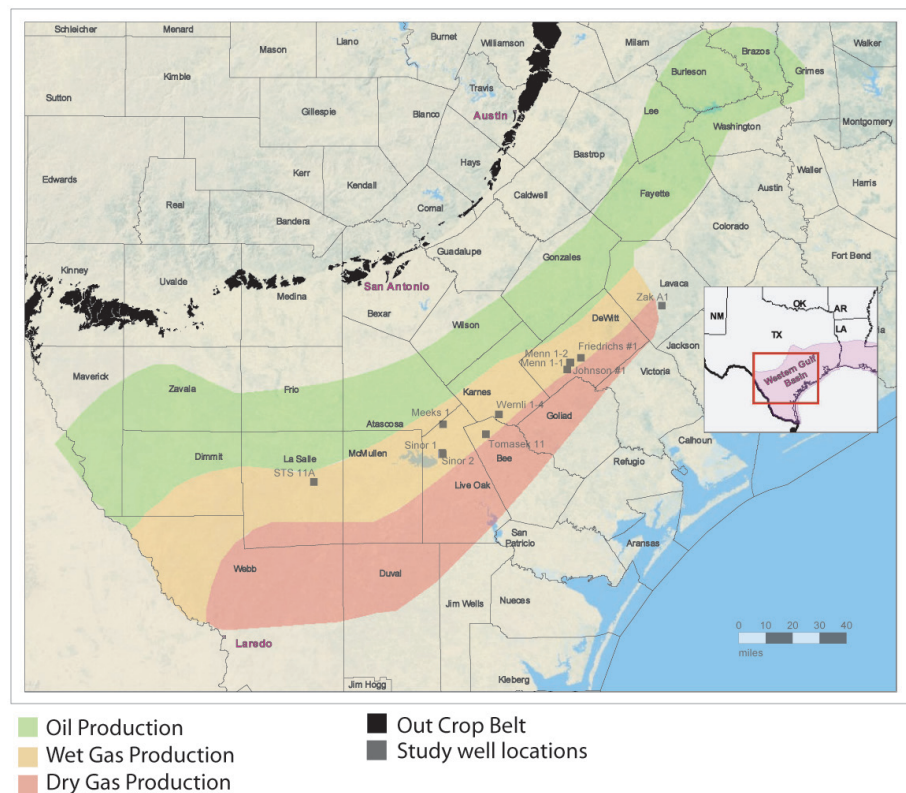 Schleicher
Menard
Mason
Llano
Burnet
Williamson
Milam
Brazos
Walker
Kimble
Burleson
Grimes
Sutton
Travis
Gillespie
Blanco
Austin
Lee
Washington
Montgomery
Edwards
Hays
Bastrop
Kerr
Kendall
Real
Comal
Caldwell
Fayette
Austin
Waller
Harris
Bandera
Colorado
Guadalupe
Gonzales
Fort Bend
Kinney
Uvalde
Medina
San Antonio
Lavaca
Zak A1
Bexar
Wilson
DeWitt
Jackson
Friedrichs #1
Menn 1-2
Menn 1-1
Johnson #1
Victoria
Maverick
Zavala
Frio
Karnes
Goliad
Atascosa
Meeks 1
Wernli 1-4
Calhoun
Dimmit
La Salle
McMullen
Sinor 1
Sinor 2
Tomasek 11
Bee
Refugio
STS 11A
Live Oak
San
Patricio
Aransas
Webb
Duval
Jim Wells
Nueces
Laredo
Jim Hogg
Kleberg
NM
OK
AR
TX
LA
ia
Western Gulf
Basin
0 10 20 30 40
miles
Oil Production
Wet Gas Production
Dry Gas Production
Out Crop Belt
Study well locations